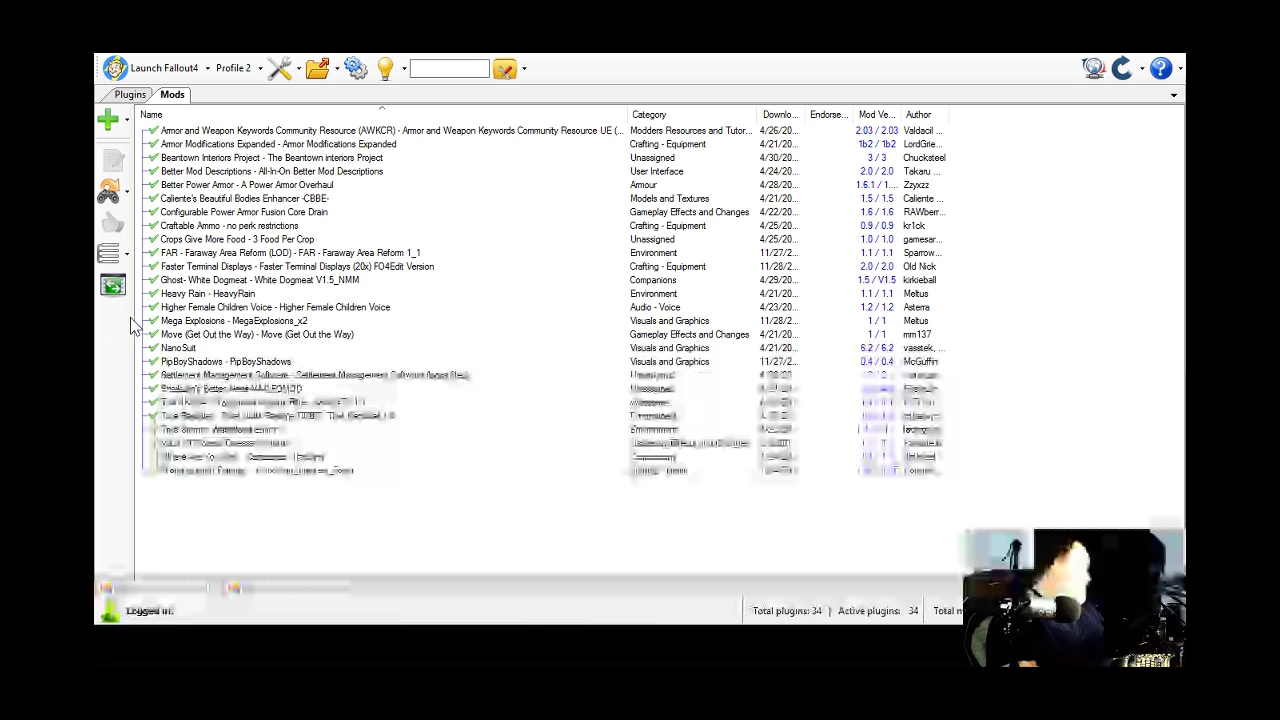 Launch Fallout4 Profile 2
Plugins Mods
Name Category Downlo... Endorse... Mod Ve... Author
Armor and Weapon Keywords Community Resource (AWKCR) - Armor and Weapon Keywords Community Resource UE (... Modders Resources and Tutor... 4/26/20... 2.03 / 2.03 Valdacil ...
Armor Modifications Expanded - Armor Modifications Expanded Crafting - Equipment 4/21/20... 1b2 / 1b2 LordGrie...
Beantown Interiors Project - The Beantown interiors Project Unassigned 4/30/20... 3 / 3 Chucksteel
Better Mod Descriptions - All-In-On Better Mod Descriptions User Interface 4/24/20... 2.0 / 2.0 Takaru ...
Better Power Armor - A Power Armor Overhaul Armour 4/28/20... 1.6.1 / 1.... Zzyxzz
Caliente's Beautiful Bodies Enhancer -CBBE- Models and Textures 4/21/20... 1.5 / 1.5 Caliente ...
Configurable Power Armor Fusion Core Drain Gameplay Effects and Changes 4/22/20... 1.6 / 1.6 RAWberr...
Craftable Ammo - no perk restrictions Crafting - Equipment 4/25/20... 0.9 / 0.9 kr1ck
Crops Give More Food - 3 Food Per Crop Unassigned 4/25/20... 1.0 / 1.0 gamesar...
FAR - Faraway Area Reform (LOD) - FAR - Faraway Area Reform 1_1 Environment 11/27/2... 1.1 / 1.1 Sparrow...
Faster Terminal Displays - Faster Terminal Displays (20x) FO4Edit Version Crafting - Equipment 11/28/2... 2.0 / 2.0 Old Nick
Ghost- White Dogmeat - White Dogmeat V1.5_NMM Companions 4/29/20... 1.5 / V1.5 kirkieball
Heavy Rain - HeavyRain Environment 4/21/20... 1.1 / 1.1 Meltus
Higher Female Children Voice - Higher Female Children Voice Audio - Voice 4/23/20... 1.2 / 1.2 Asterra
Mega Explosions - MegaExplosions_x2 Visuals and Graphics 11/28/2... 1 / 1 Meltus
Move (Get Out the Way) - Move (Get Out the Way) Gameplay Effects and Changes 4/21/20... 1 / 1 mm137
NanoSuit Visuals and Graphics 4/21/20... 6.2 / 6.2 vasstek, ...
PipBoyShadows - PipBoyShadows Visuals and Graphics 11/27/2... 0.4 / 0.4 McGuffin
Settlement Management Software - Settlement Management Software
Logged in. Total plugins: 34 | Active plugins: 34 Total